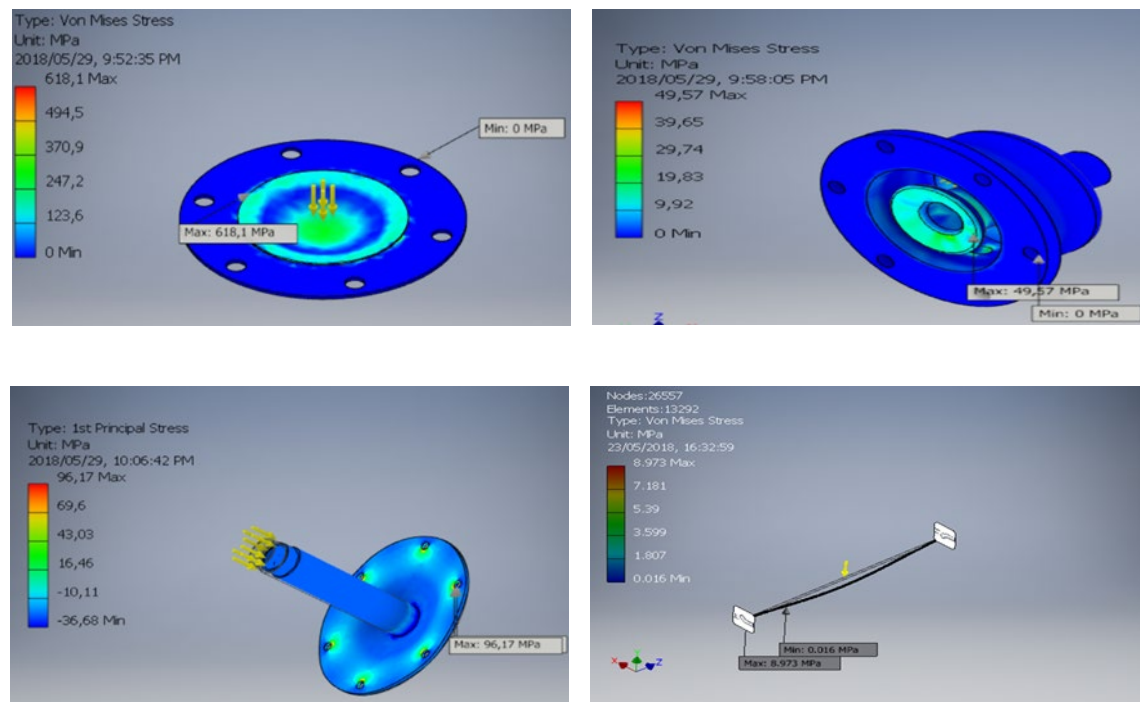 Type: Von Mises Stress
Unit: MPa
2018/05/29, 9:52:35 PM
618,1 Max
494,5
370,9
247,2
123,6
0 Min
Min: 0 MPa
Max: 618,1 MPa
Type: Von Mises Stress
Unit: MPa
2018/05/29, 9:58:05 PM
49,57 Max
39,65
29,74
19,83
9,92
0 Min
Max: 49,57 MPa
Min: 0 MPa
Z
Type: 1st Principal Stress
Unit: MPa
2018/05/29, 10:06:42 PM
96,17 Max
69,6
43,03
16,46
-10,11
-36,68 Min
Max: 96,17 MPa
Nodes:26557
Elements:13292
Type: Von Mises Stress
Unit: MPa
23/05/2018, 16:32:59
8.973 Max
7.181
5.39
3.599
1.807
0.016 Min
Min: 0.016 MPa
Max: 8.973 MPa
X Y Z